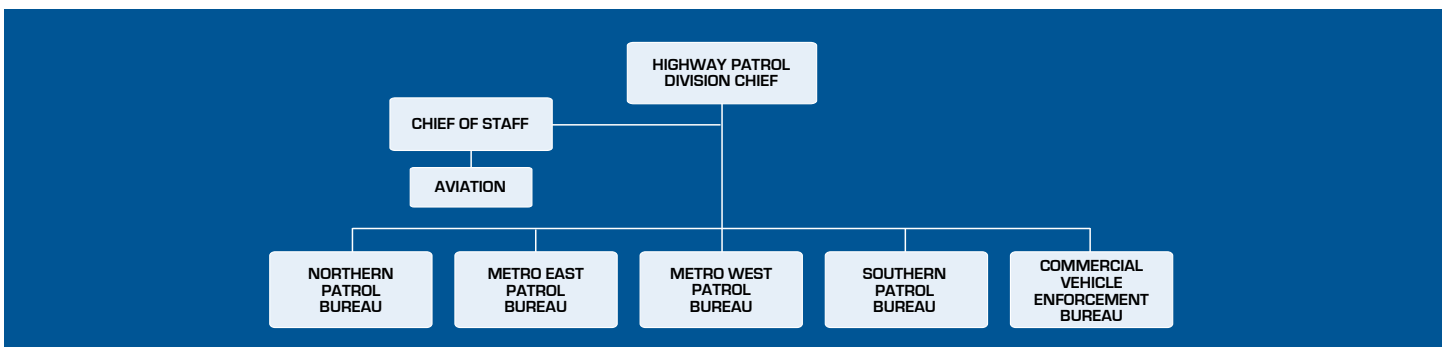 HIGHWAY PATROL
DIVISION CHIEF
CHIEF OF STAFF
AVIATION
NORTHERN
PATROL
BUREAU
METRO EAST
PATROL
BUREAU
METRO WEST
PATROL
BUREAU
SOUTHERN
PATROL
BUREAU
COMMERCIAL
VEHICLE
ENFORCEMENT
BUREAU